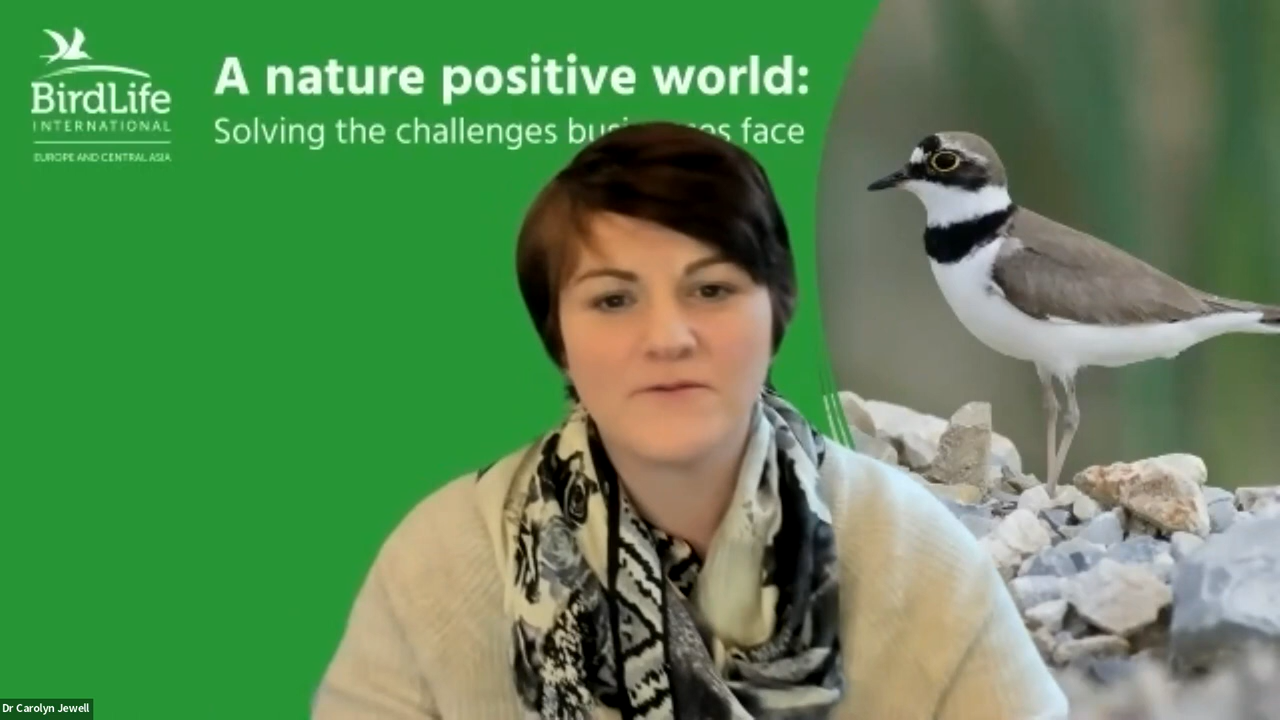 BirdLife
INTERNATIONAL
EUROPE AND CENTRAL ASIA
A nature positive world:
Solving the challenges face
Dr Carolyn Jewell